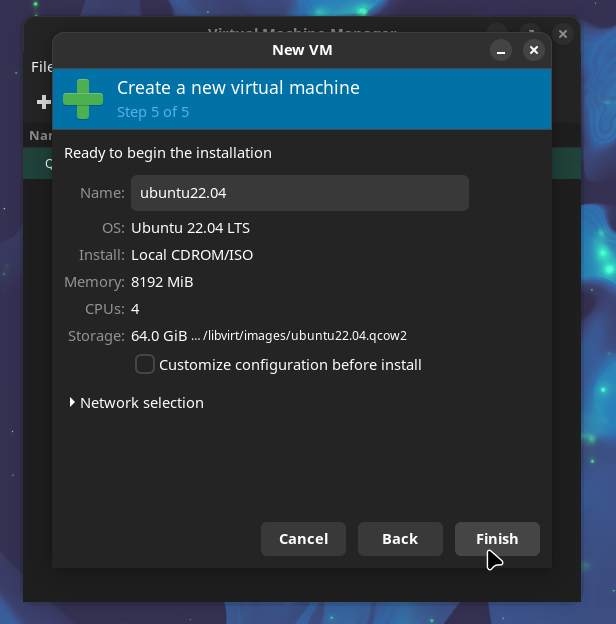 Virtual Machine Manager
New VM
File
Create a new virtual machine
Step 5 of 5
Ready to begin the installation
Name: ubuntu22.04
OS: Ubuntu 22.04 LTS
Install: Local CDROM/ISO
Memory: 8192 MiB
CPUs: 4
Storage: 64.0 GiB ... /libvirt/images/ubuntu22.04.qcow2
Customize configuration before install
Network selection
Cancel Back Finish